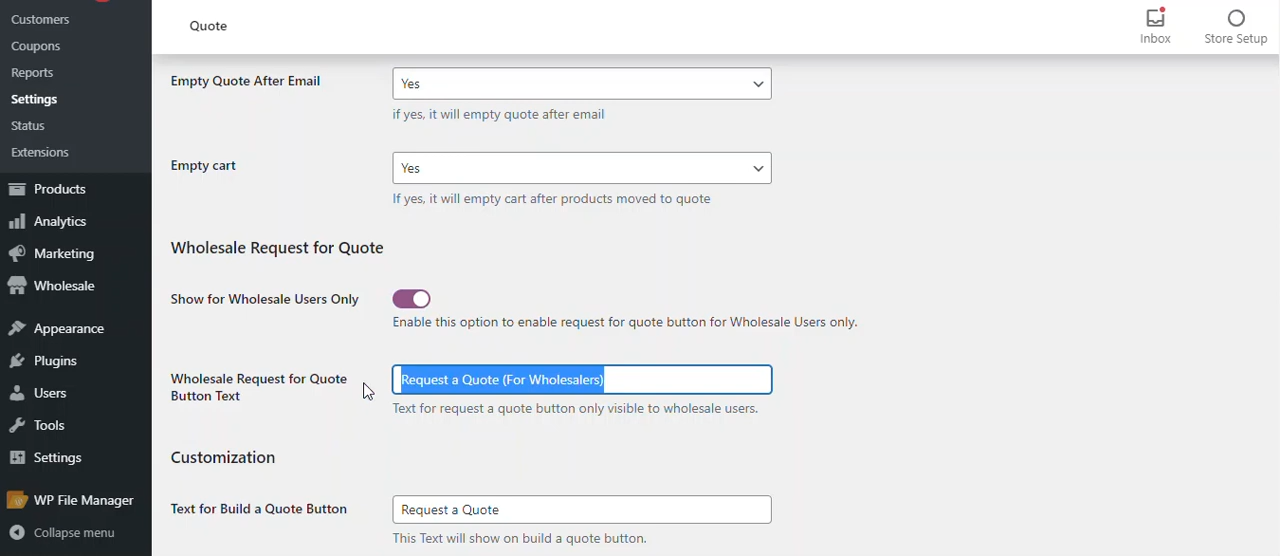 Customers
Coupons
Reports
Settings
Status
Extensions
Products
Analytics
Marketing
Wholesale
Appearance
Plugins
Users
Tools
Settings
WP File Manager
Collapse menu
Quote
Inbox
Store Setup
Empty Quote After Email
Yes
if yes, it will empty quote after email
Empty cart
Yes
If yes, it will empty cart after products moved to quote
Wholesale Request for Quote
Show for Wholesale Users Only
Enable this option to enable request for quote button for Wholesale Users only.
Wholesale Request for Quote
Button Text
Request a Quote (For Wholesalers)
Text for request a quote button only visible to wholesale users.
Customization
Text for Build a Quote Button
Request a Quote
This Text will show on build a quote button.